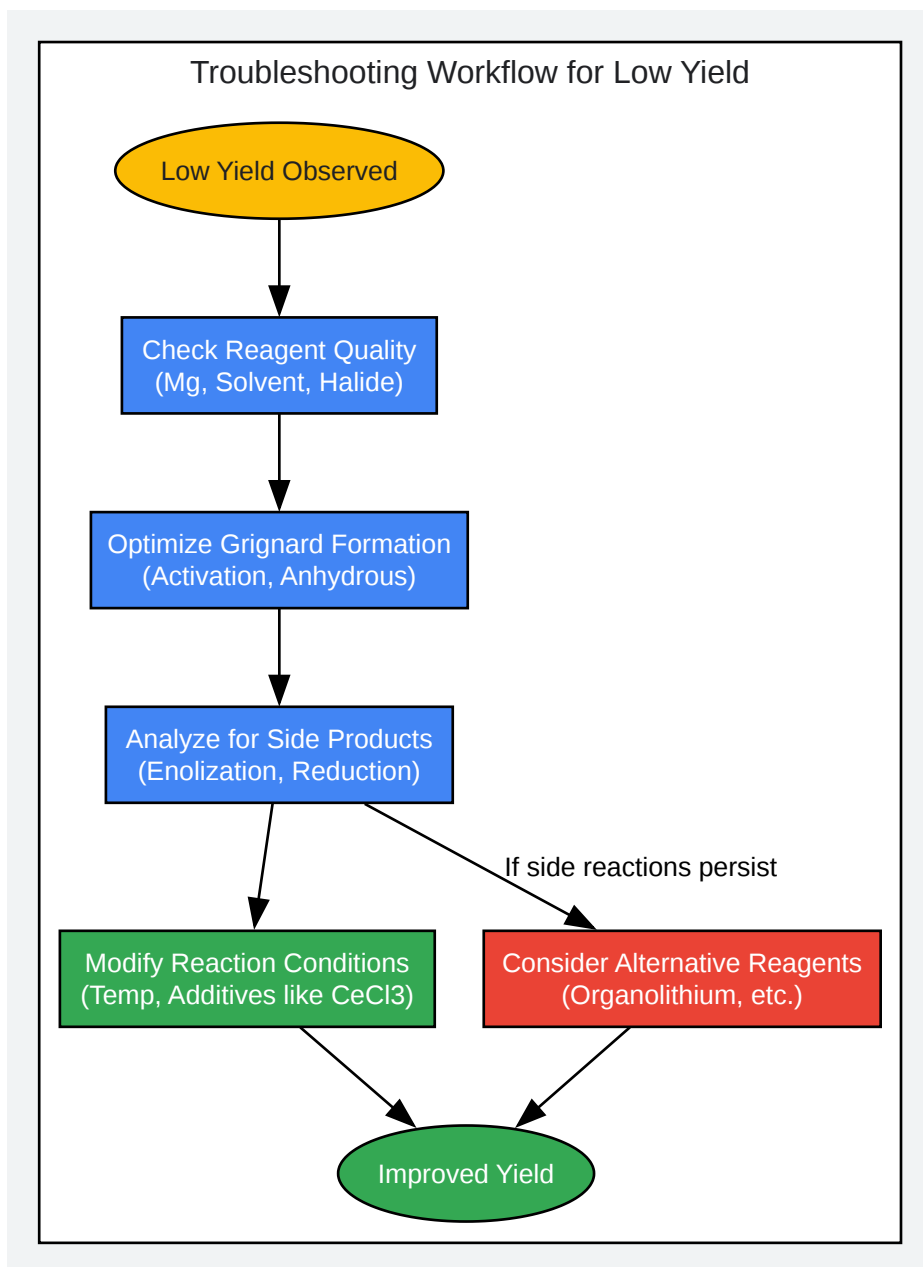 Troubleshooting Workflow for Low Yield
Low Yield Observed
Check Reagent Quality
(Mg, Solvent, Halide)
Optimize Grignard Formation
(Activation, Anhydrous)
Analyze for Side Products
(Enolization, Reduction)
If side reactions persist
Modify Reaction Conditions
(Temp, Additives like CeCl3)
Consider Alternative Reagents
(Organolithium, etc.)
Improved Yield